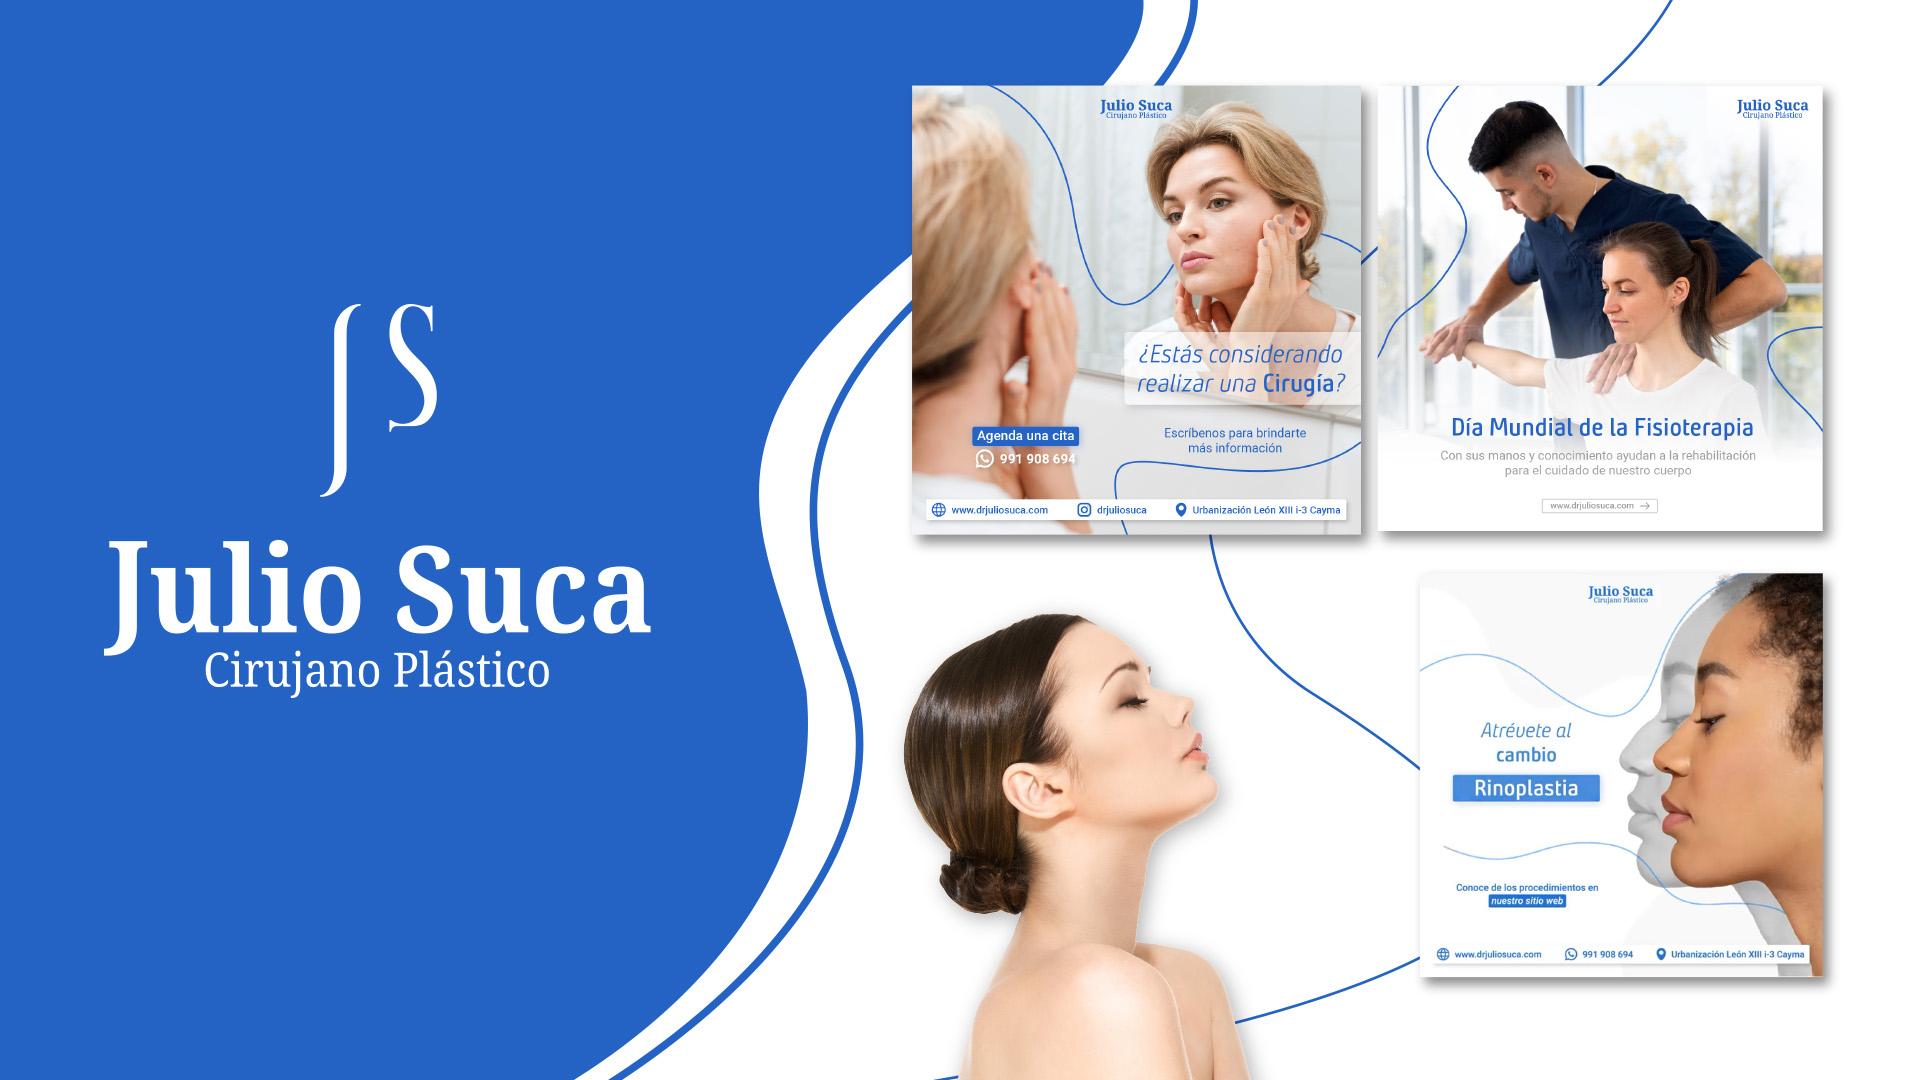 JS
Julio Suca
Cirujano Plástico
Julio Suca
Cirujano Plástico
¿Estás considerando
realizar una Cirugía?
Agenda una cita
991 908 694
Escríbenos para brindarte
más información
www.drjuliosuca.com
drjuliosuca
Urbanización León XIII i-3 Cayma
Julio Suca
Cirujano Plástico
Día Mundial de la Fisioterapia
Con sus manos y conocimiento ayudan a la rehabilitación
para el cuidado de nuestro cuerpo
www.drjuliosuca.com
Julio Suca
Cirujano Plástico
Atrévete al
cambio
Rinoplastia
Conoce de los procedimientos en
nuestro sitio web
www.drjuliosuca.com
991 908 694
Urbanización León XIII i-3 Cayma